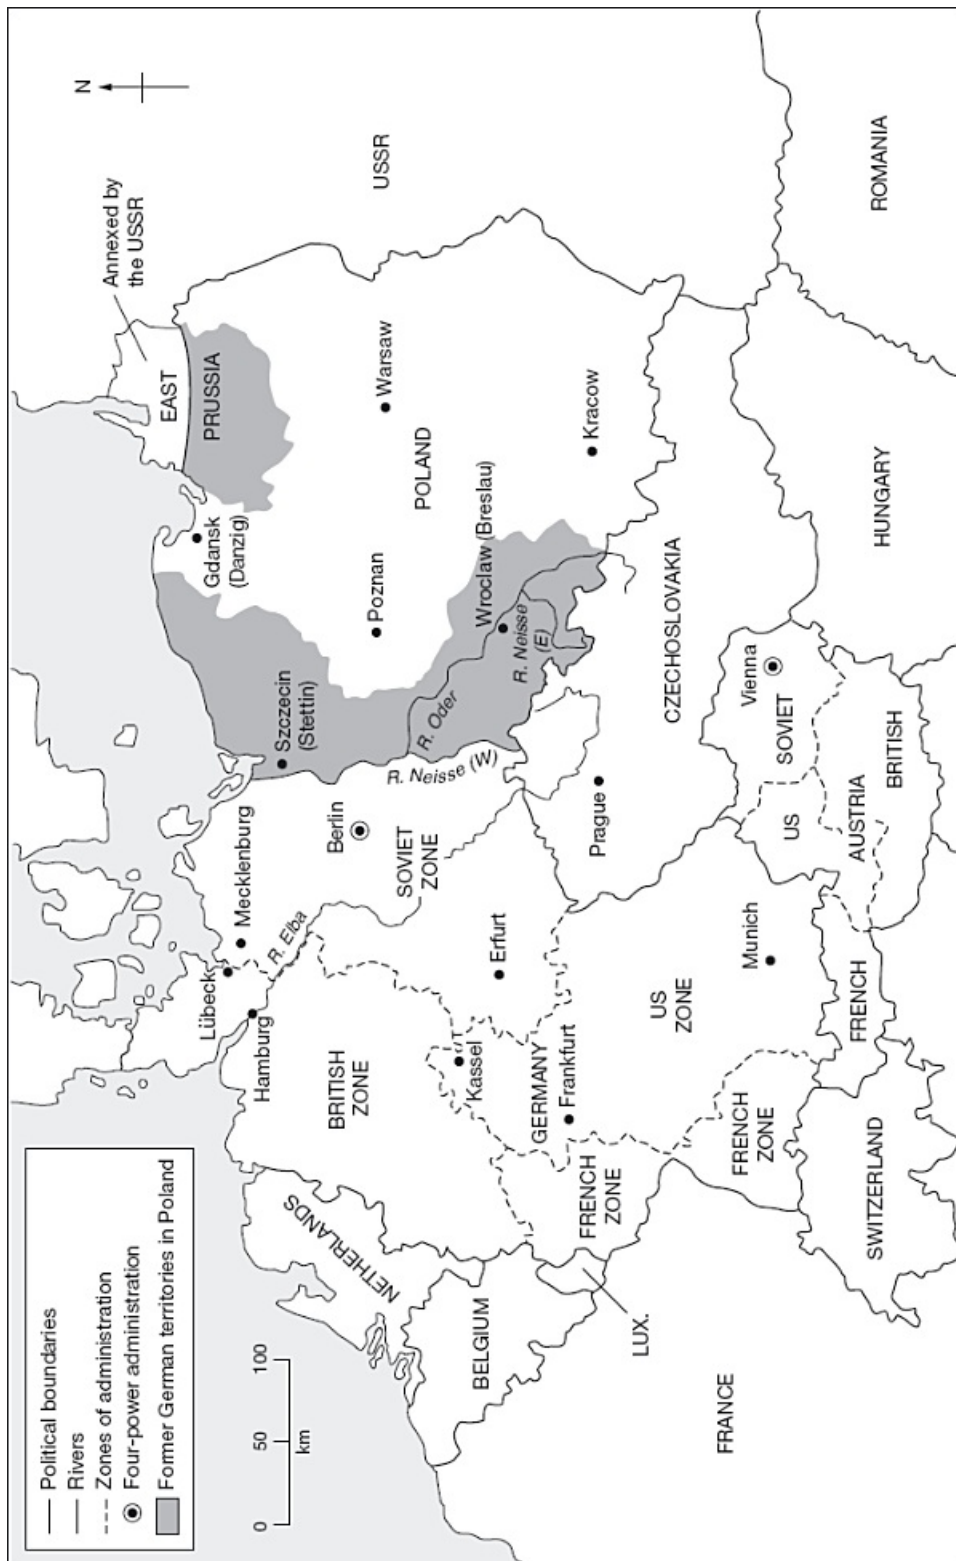 Political boundaries
Rivers
Zones of administration
Four-power administration
Former German territories in Poland
0
50
100
km
N
Annexed by
the USSR
EAST
PRUSSIA
USSR
Gdansk
(Danzig)
Szczecin
(Stettin)
Mecklenburg
Lübeck
Hamburg
R. Elba
Berlin
SOVIET
ZONE
R. Neisse (W)
R. Oder
Poznan
Warsaw
POLAND
Wroclaw (Breslau)
R. Neisse
(E)
Kracow
BRITISH
ZONE
NETHERLANDS
BELGIUM
LUX.
FRANCE
Kassel
Erfurt
GERMANY
Frankfurt
FRENCH
ZONE
US
ZONE
Munich
FRENCH
ZONE
SWITZERLAND
FRENCH
Prague
CZECHOSLOVAKIA
Vienna
SOVIET
US
AUSTRIA
BRITISH
HUNGARY
ROMANIA